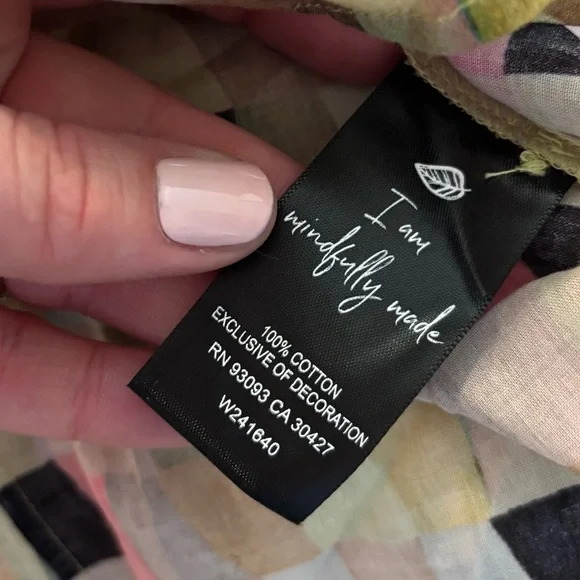 I am
mindfully made
100% COTTON
EXCLUSIVE OF DECORATION
RN 93093 CA 30427
W241640